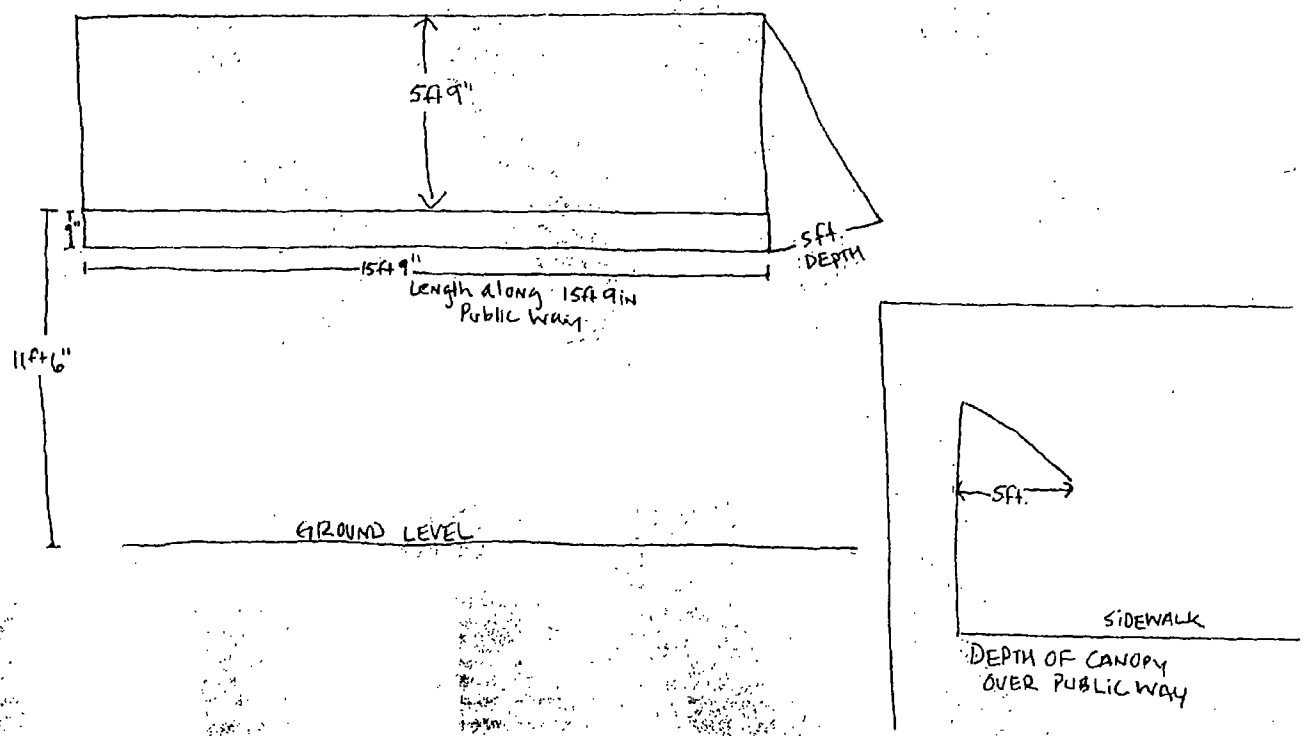 5ft 9"
9"
5ft.
DEPTH
15ft 9"
Length along 15ft 9in
Public Way
11ft 6"
GROUND LEVEL
5ft.
SIDEWALK
DEPTH OF CANOPY
OVER PUBLIC WAY